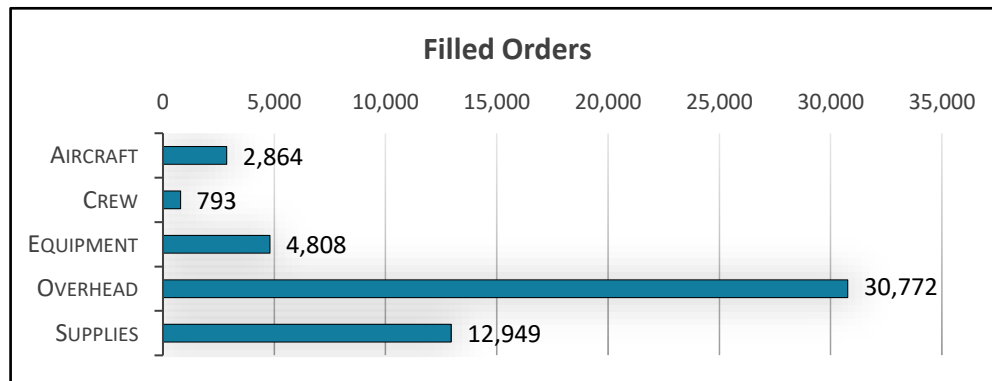 Filled Orders
0 5,000 10,000 15,000 20,000 25,000 30,000 35,000
AIRCRAFT 2,864
CREW 793
EQUIPMENT 4,808
OVERHEAD 30,772
SUPPLIES 12,949